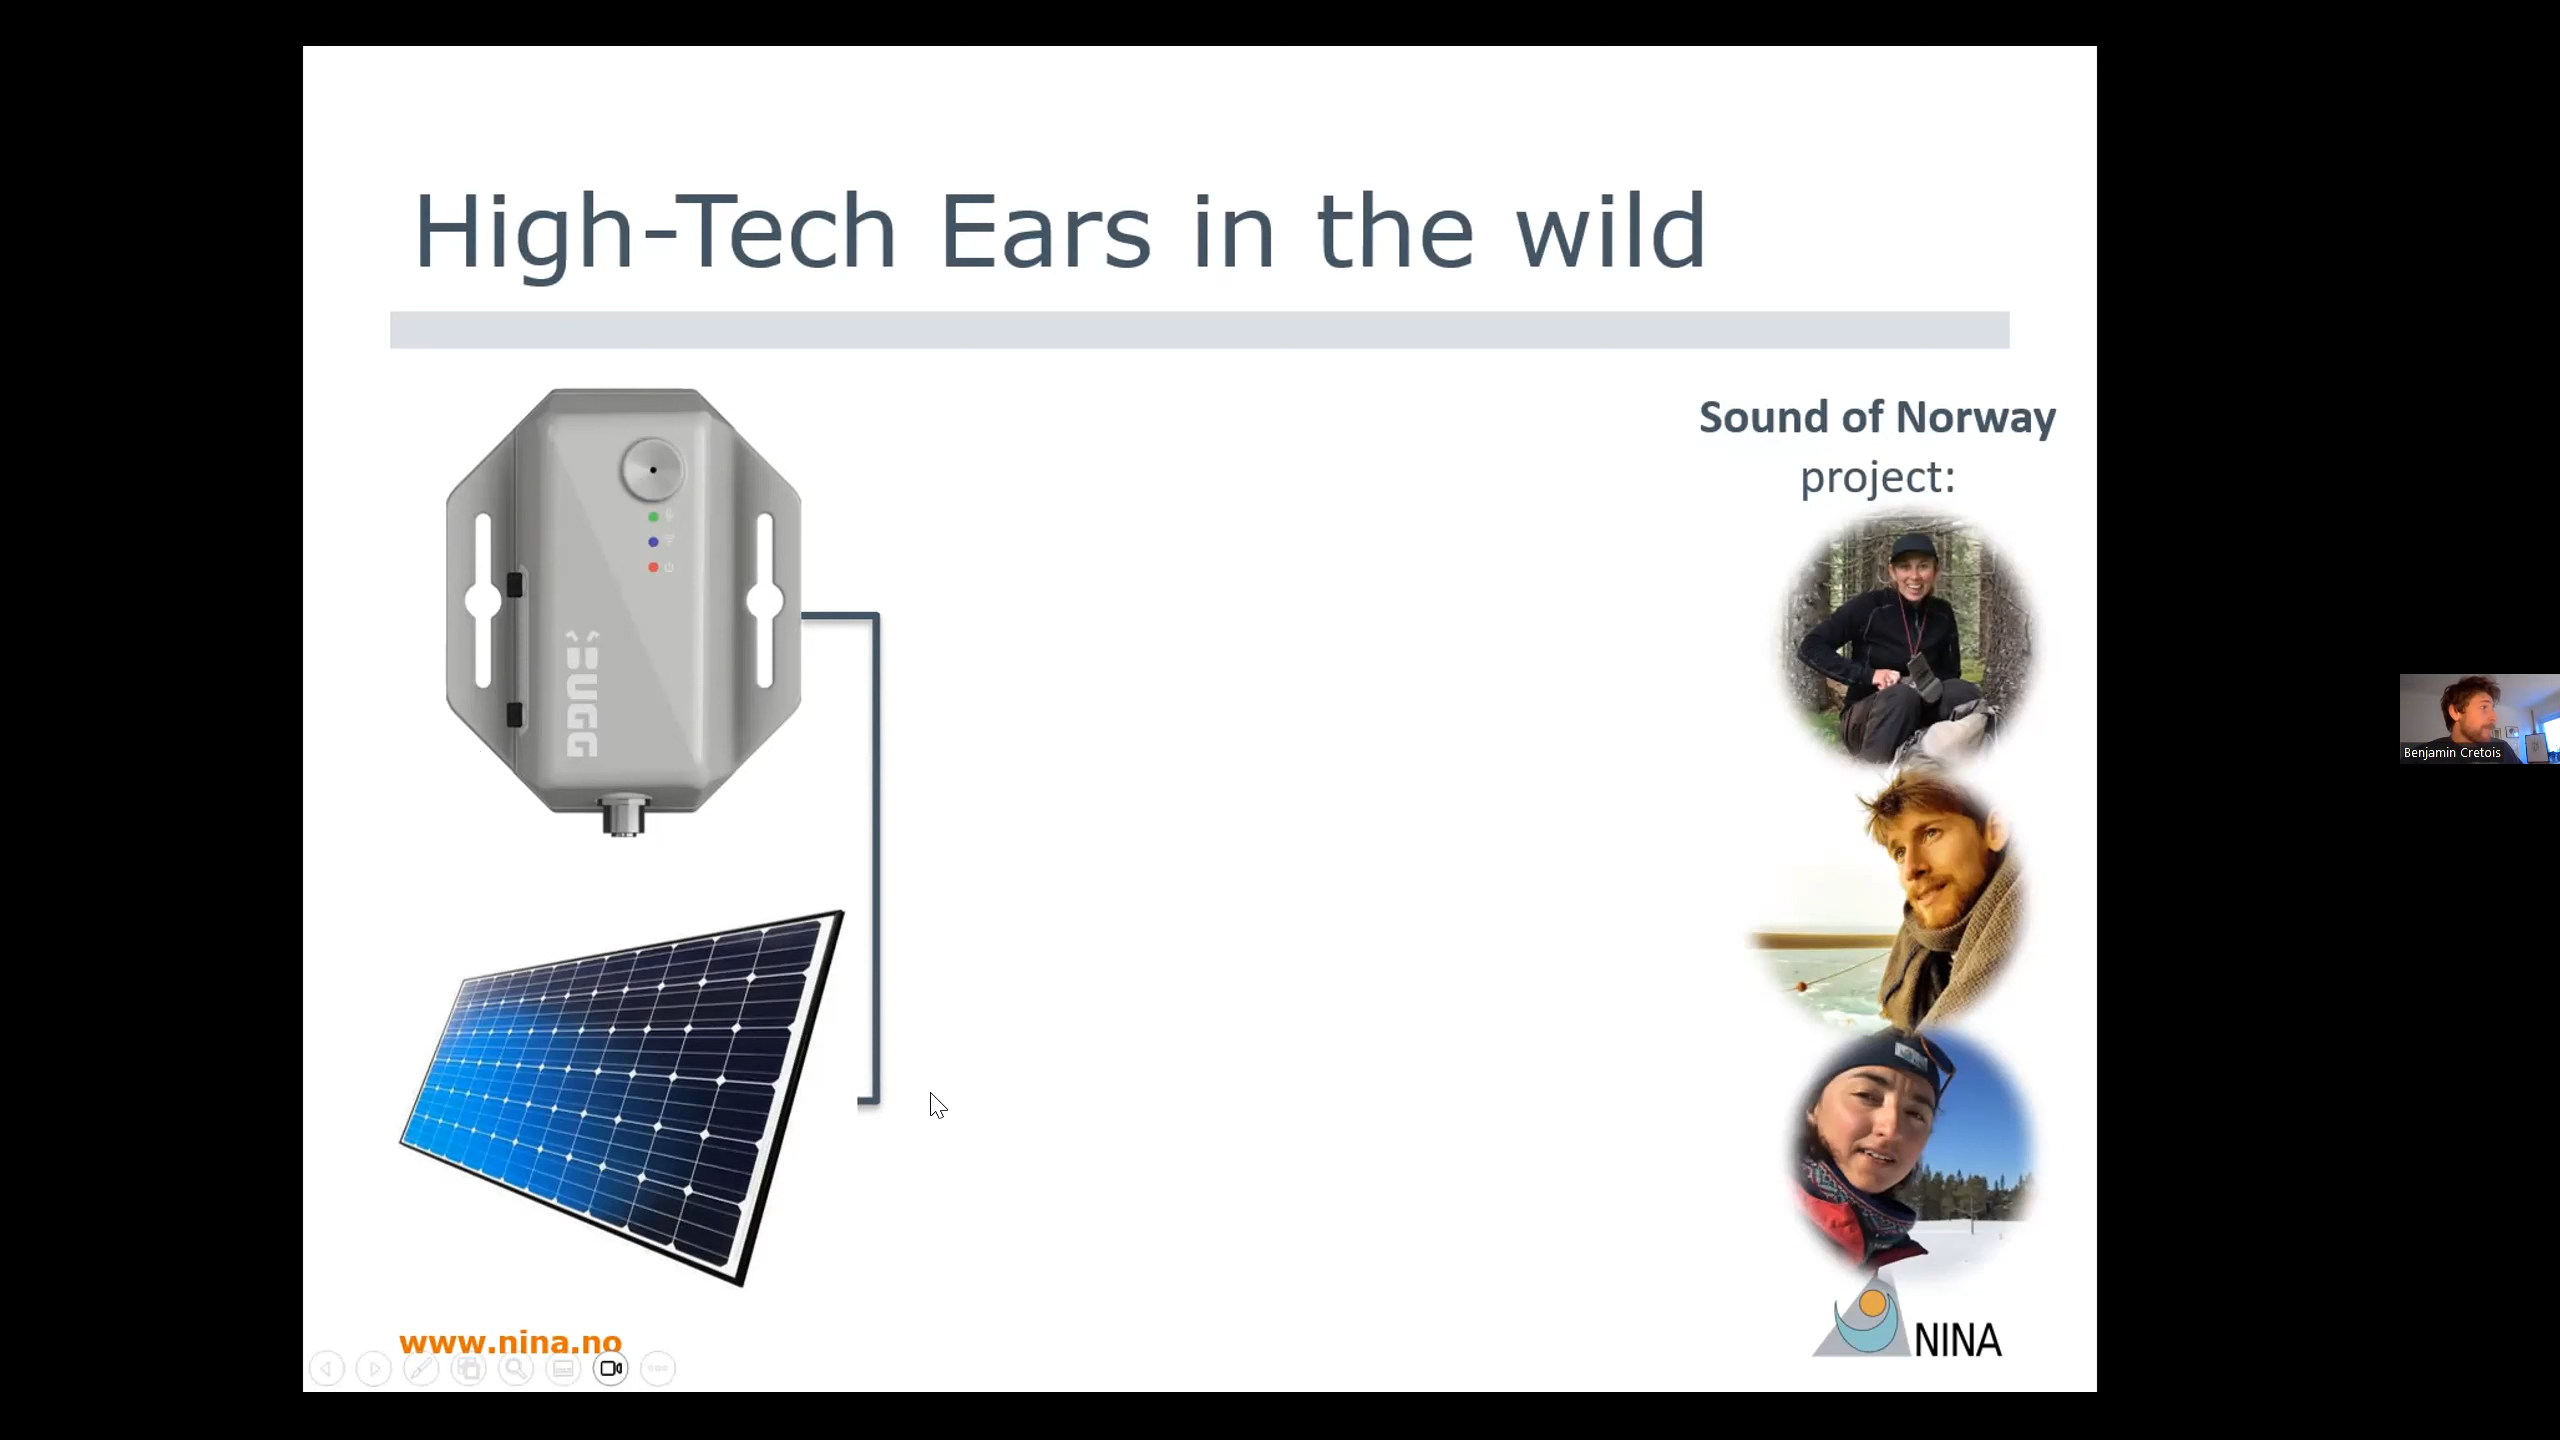 High-Tech Ears in the wild
Sound of Norway
project:
BUGG
Benjamin Cretois
www.nina.no
NINA